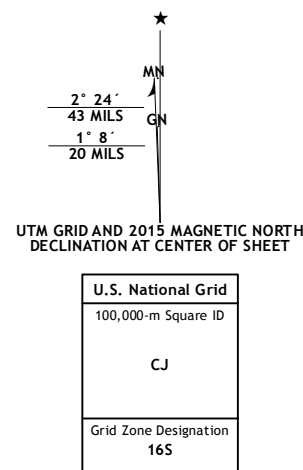 MN
2° 24´
43 MILS
GN
1° 8´
20 MILS
UTM GRID AND 2015 MAGNETIC NORTH
DECLINATION AT CENTER OF SHEET
U.S. National Grid
100,000-m Square ID
CJ
Grid Zone Designation
16S